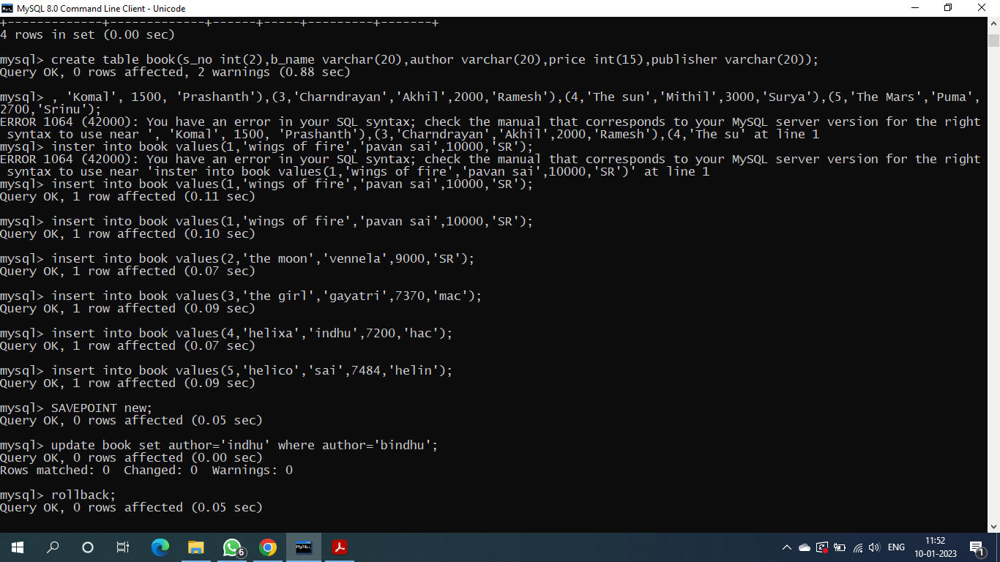 MySQL 8.0 Command Line Client - Unicode
+-------------+-------------+------+-----+---------+-------+
4 rows in set (0.00 sec)
mysql> create table book(s_no int(2),b_name varchar(20),author varchar(20),price int(15),publisher varchar(20));
Query OK, 0 rows affected, 2 warnings (0.88 sec)
mysql> , 'Komal', 1500, 'Prashanth'),(3,'Charndrayan','Akhil',2000,'Ramesh'),(4,'The sun','Mithil',3000,'Surya'),(5,'The Mars','Puma',
2700,'Srinu');
ERROR 1064 (42000): You have an error in your SQL syntax; check the manual that corresponds to your MySQL server version for the right
 syntax to use near ', 'Komal', 1500, 'Prashanth'),(3,'Charndrayan','Akhil',2000,'Ramesh'),(4,'The su' at line 1
mysql> inster into book values(1,'wings of fire','pavan sai',10000,'SR');
ERROR 1064 (42000): You have an error in your SQL syntax; check the manual that corresponds to your MySQL server version for the right
 syntax to use near 'inster into book values(1,'wings of fire','pavan sai',10000,'SR')' at line 1
mysql> insert into book values(1,'wings of fire','pavan sai',10000,'SR');
Query OK, 1 row affected (0.11 sec)
mysql> insert into book values(1,'wings of fire','pavan sai',10000,'SR');
Query OK, 1 row affected (0.10 sec)
mysql> insert into book values(2,'the moon','vennela',9000,'SR');
Query OK, 1 row affected (0.07 sec)
mysql> insert into book values(3,'the girl','gayatri',7370,'mac');
Query OK, 1 row affected (0.09 sec)
mysql> insert into book values(4,'helixa','indhu',7200,'hac');
Query OK, 1 row affected (0.07 sec)
mysql> insert into book values(5,'helico','sai',7484,'helin');
Query OK, 1 row affected (0.09 sec)
mysql> SAVEPOINT new;
Query OK, 0 rows affected (0.05 sec)
mysql> update book set author='indhu' where author='bindhu';
Query OK, 0 rows affected (0.00 sec)
Rows matched: 0  Changed: 0  Warnings: 0
mysql> rollback;
Query OK, 0 rows affected (0.05 sec)
6
MySQL
ENG
11:52
10-01-2023
1